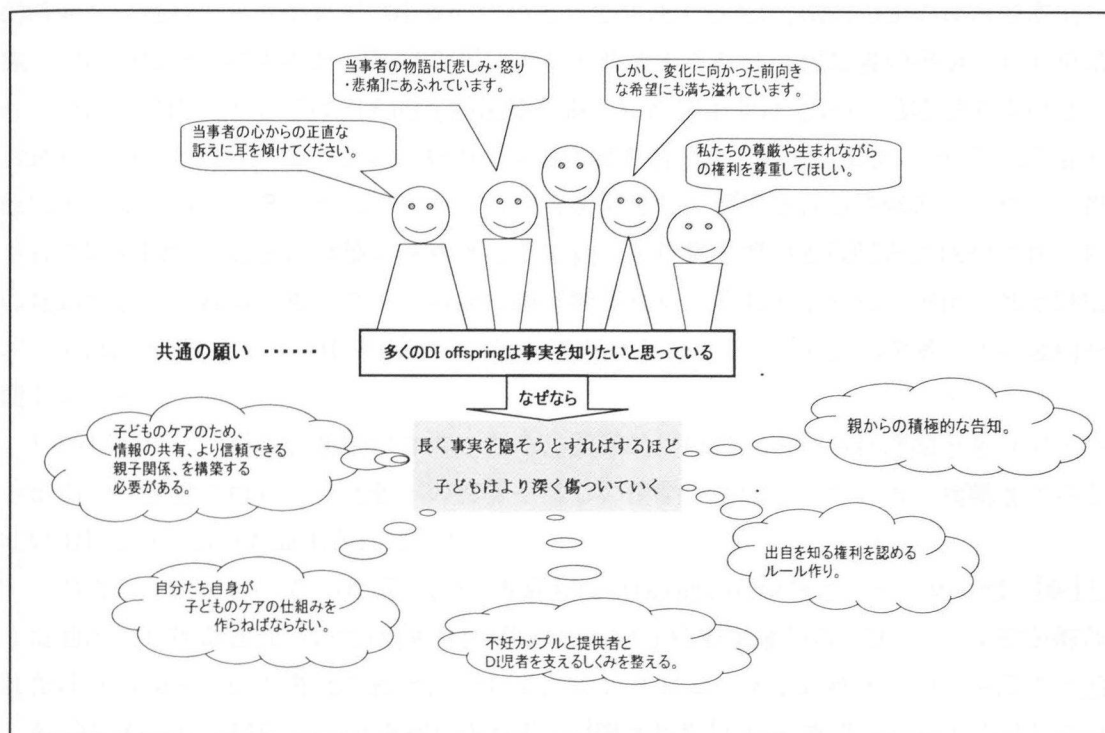 当事者の物語は[悲しみ・怒り
・悲痛]にあふれています。
しかし、変化に向かった前向き
な希望にも満ち溢れています。
当事者の心からの正直な
訴えに耳を傾けてください。
私たちの尊厳や生まれながら
の権利を尊重してほしい。
共通の願い ‥‥‥
多くのDI offspringは事実を知りたいと思っている
なぜなら
長く事実を隠そうとすればするほど
子どもはより深く傷ついていく
親からの積極的な告知。
子どものケアのため、
情報の共有、より信頼できる
親子関係、を構築する
必要がある。
出自を知る権利を認める
ルール作り。
自分たち自身が
子どものケアの仕組みを
作らねばならない。
不妊カップルと提供者と
DI児者を支えるしくみを整える。